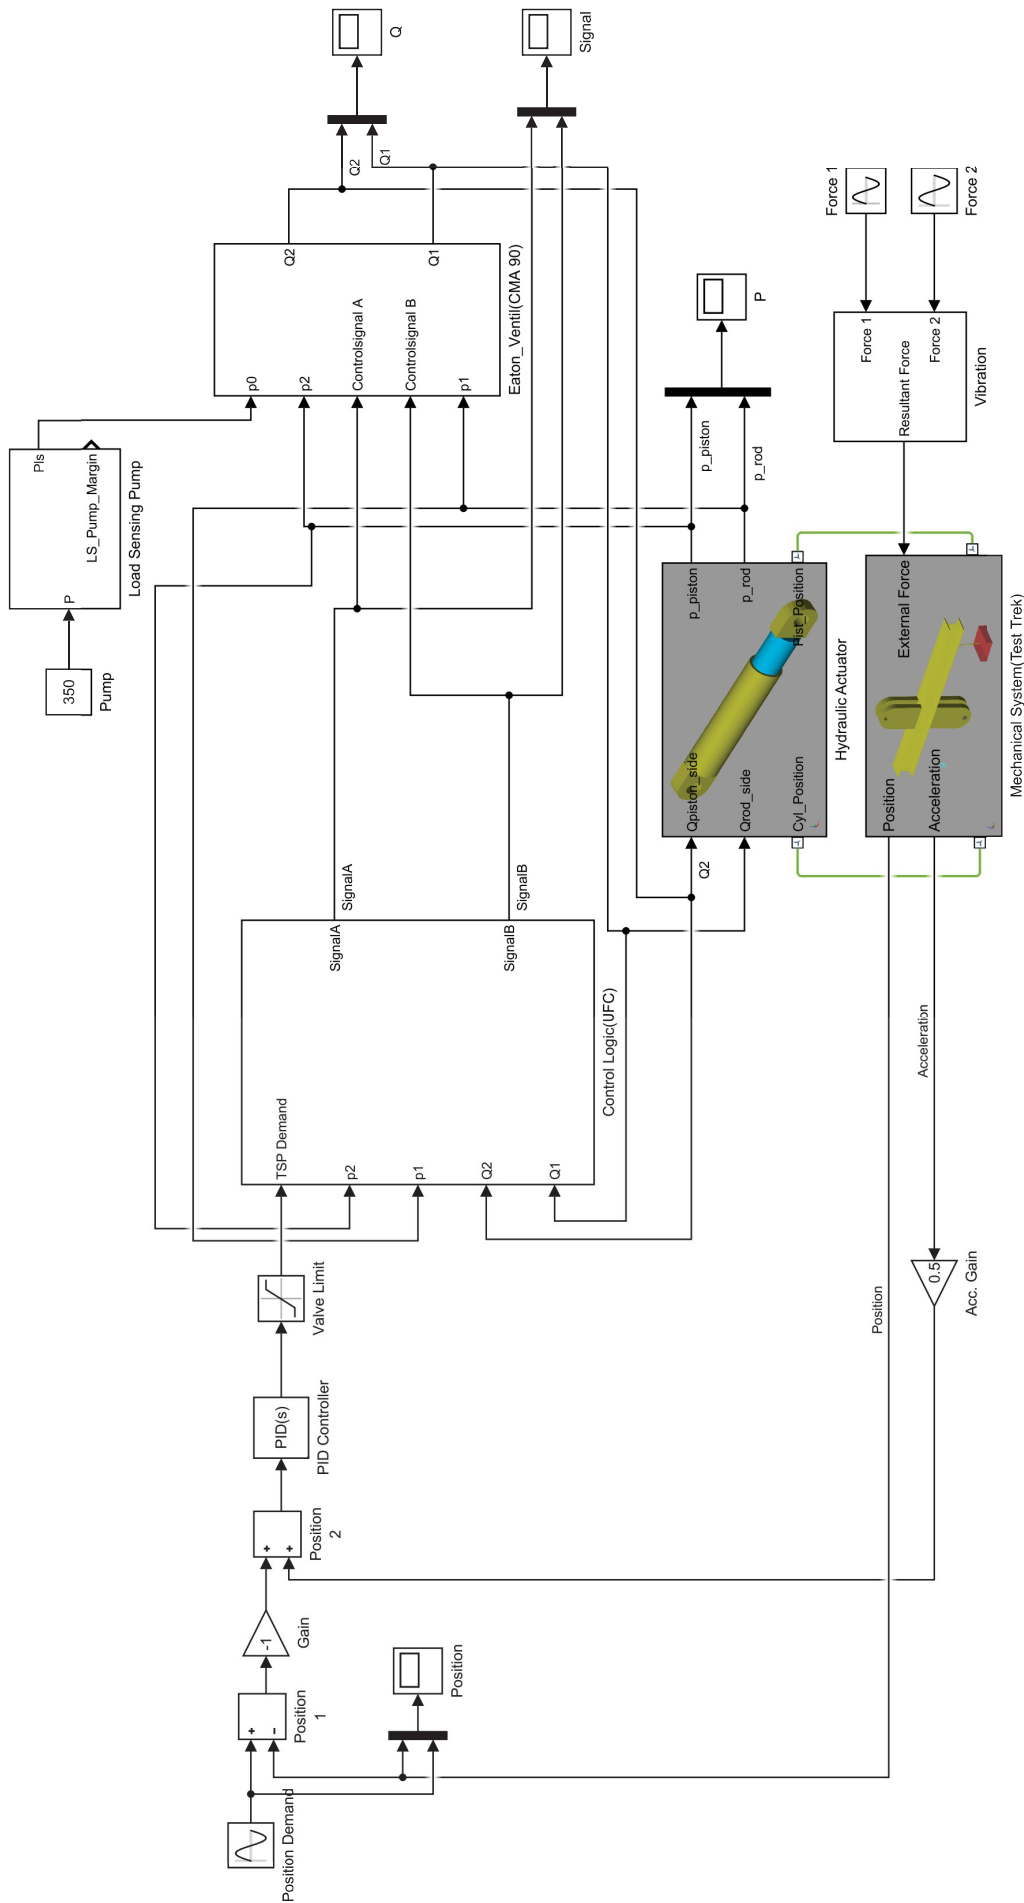 Position Demand
+
-
Position
1
Position
-1
Gain
+
+
Position
2
PID(s)
PID Controller
Valve Limit
TSP Demand
p2
p1
Q2
Q1
SignalA
SignalB
Control Logic(UFC)
SignalA
SignalB
350
Pump
P
Pls
LS_Pump_Margin
Load Sensing Pump
p0
p2
Controlsignal A
Controlsignal B
p1
Q2
Q1
Eaton_Ventil(CMA 90)
Q2
Q1
Q
Signal
Q2
Qpiston_side
Qrod_side
Cyl_Position
p_piston
p_rod
Pist_Position
Hydraulic Actuator
p_piston
p_rod
P
Position
Acceleration
External Force
Mechanical System(Test Trek)
Force 1
Resultant Force
Force 2
Vibration
Force 1
Force 2
Position
Acceleration
0.5
Acc. Gain